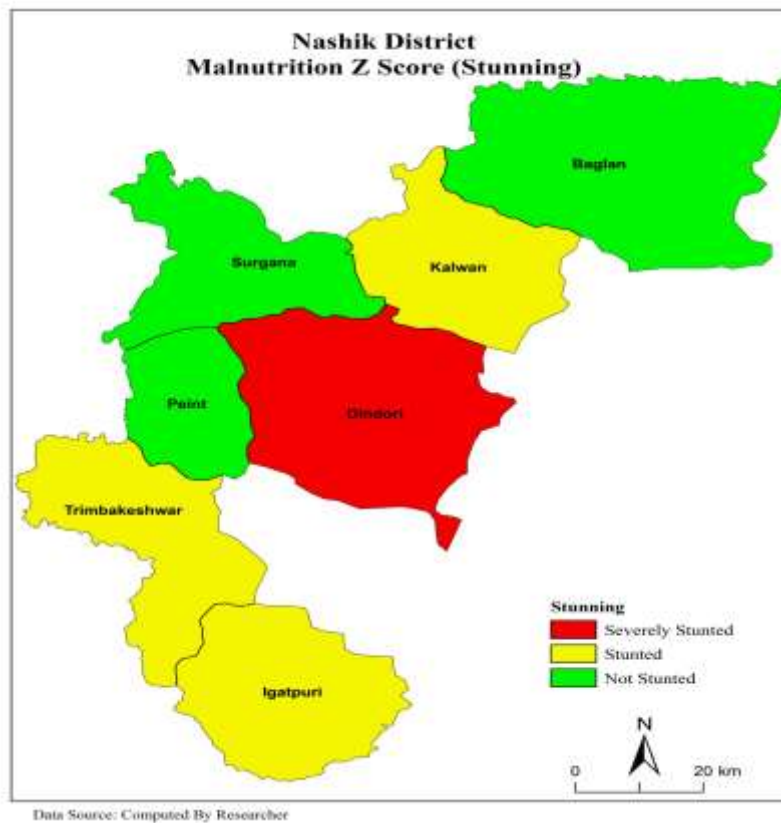 Nashik District
Malnutrition Z Score (Stunning)
Baglan
Surgana
Kalwan
Peint
Dindori
Trimbakeshwar
Igatpuri
Stunning
Severely Stunted
Stunted
Not Stunted
N
0 20 km
Data Source: Computed By Researcher